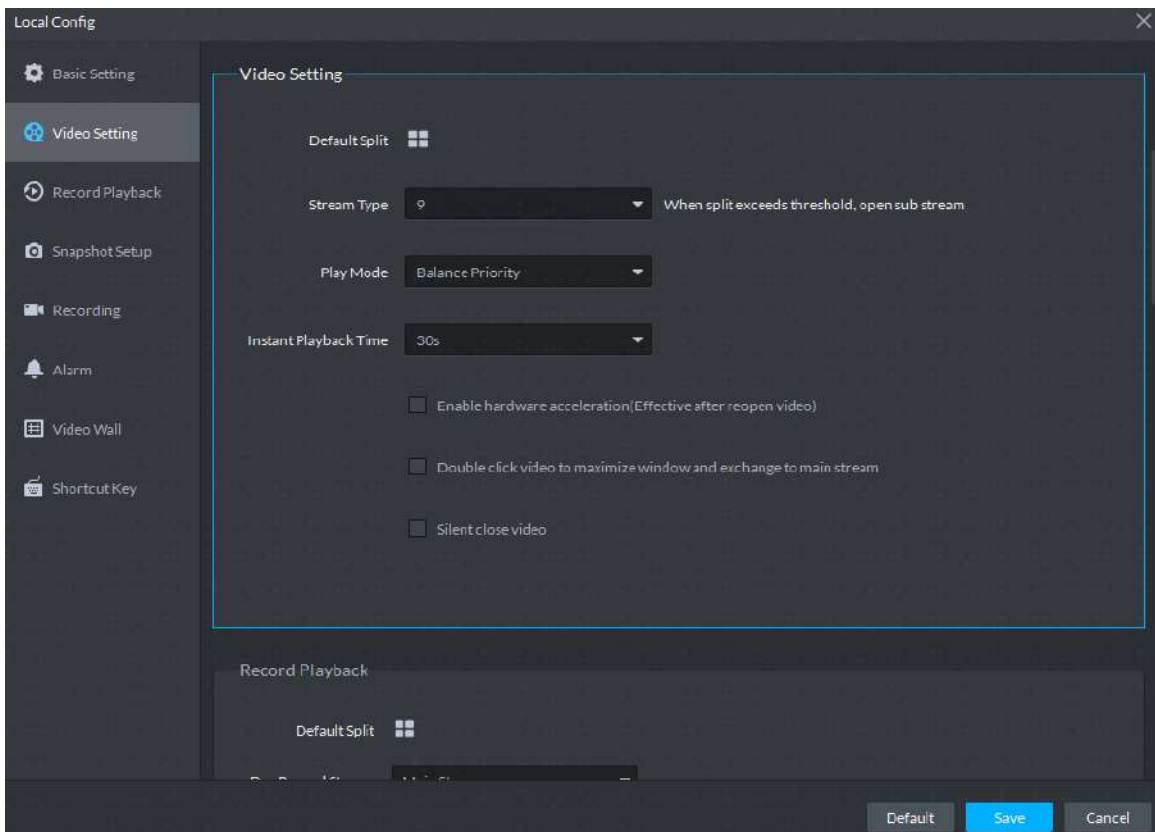 Local Config
Basic Setting
Video Setting
Record Playback
Snapshot Setup
Recording
Alarm
Video Wall
Shortcut Key
Video Setting
Default Split
Stream Type 9 When split exceeds threshold, open sub stream
Play Mode Balance Priority
Instant Playback Time 30s
Enable hardware acceleration(Effective after reopen video)
Double click video to maximize window and exchange to main stream
Silent close video
Record Playback
Default Split
Default Save Cancel